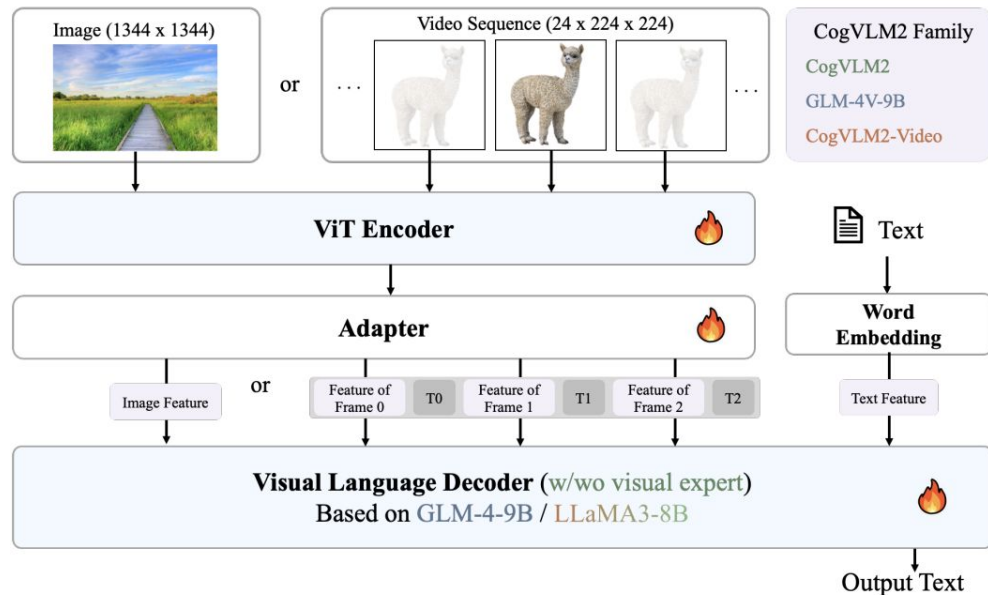 Image (1344 x 1344)
or
Video Sequence (24 x 224 x 224)
...
...
CogVLM2 Family
CogVLM2
GLM-4V-9B
CogVLM2-Video
ViT Encoder
Text
Adapter
Word
Embedding
Image Feature
or
Feature of
Frame 0
T0
Feature of
Frame 1
T1
Feature of
Frame 2
T2
Text Feature
Visual Language Decoder (w/wo visual expert)
Based on GLM-4-9B / LLaMA3-8B
Output Text